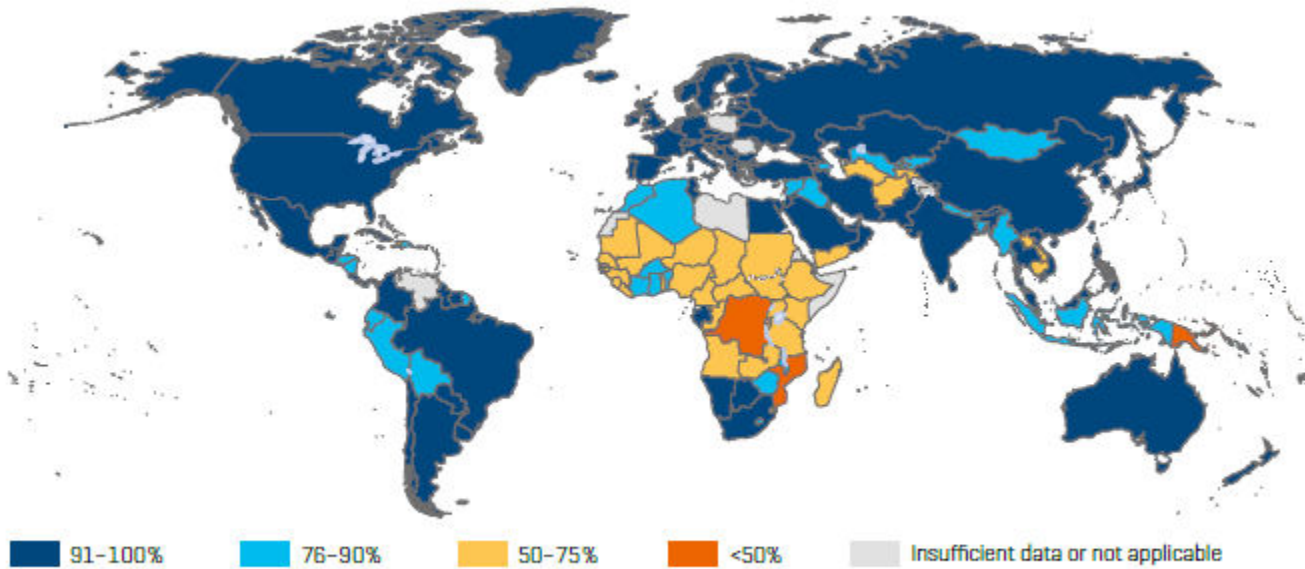 91–100%
76–90%
50–75%
<50%
Insufficient data or not applicable